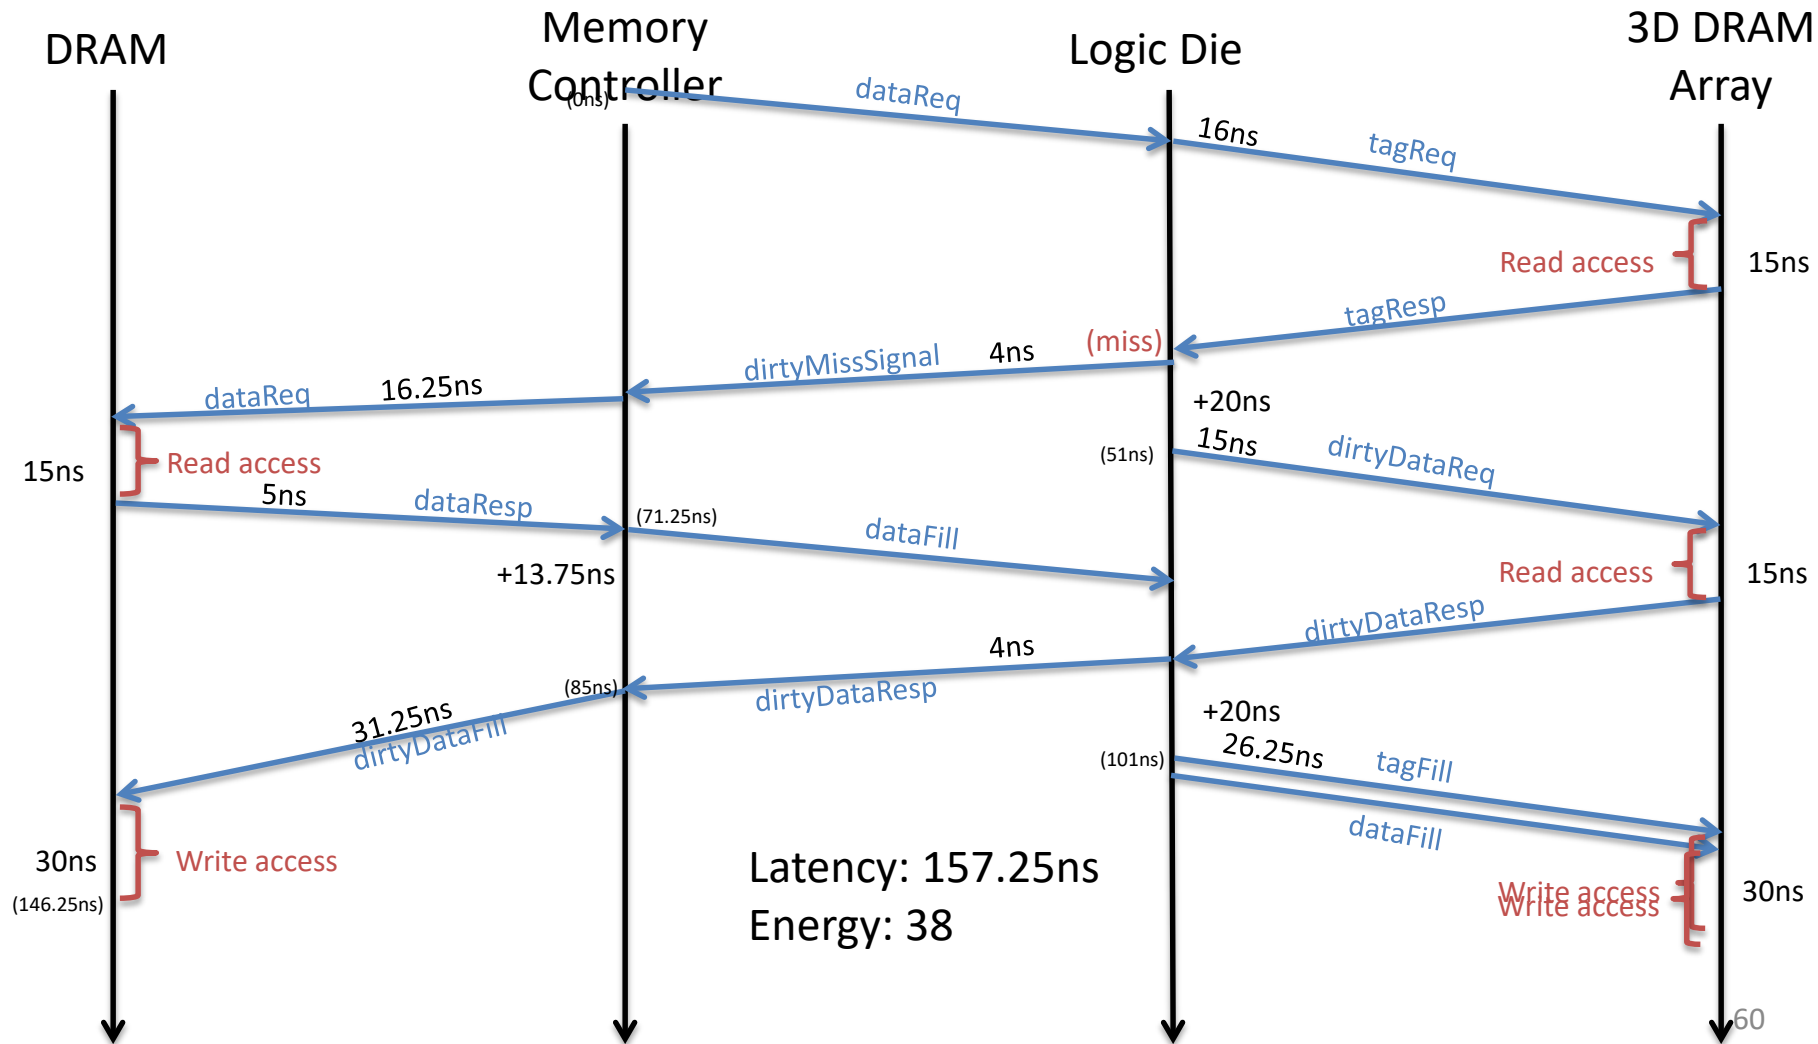 DRAM
Memory
Controller
Logic Die
3D DRAM
Array
(0ns)
dataReq
16ns
tagReq
Read access
15ns
tagResp
(miss)
4ns
dirtyMissSignal
16.25ns
dataReq
+20ns
15ns
dirtyDataReq
(51ns)
15ns
Read access
5ns
dataResp
(71.25ns)
dataFill
+13.75ns
Read access
15ns
dirtyDataResp
4ns
(85ns)
dirtyDataResp
31.25ns
dirtyDataFill
+20ns
26.25ns
tagFill
(101ns)
dataFill
30ns
Write access
(146.25ns)
Latency: 157.25ns
Energy: 38
Write access
Write access
30ns
60